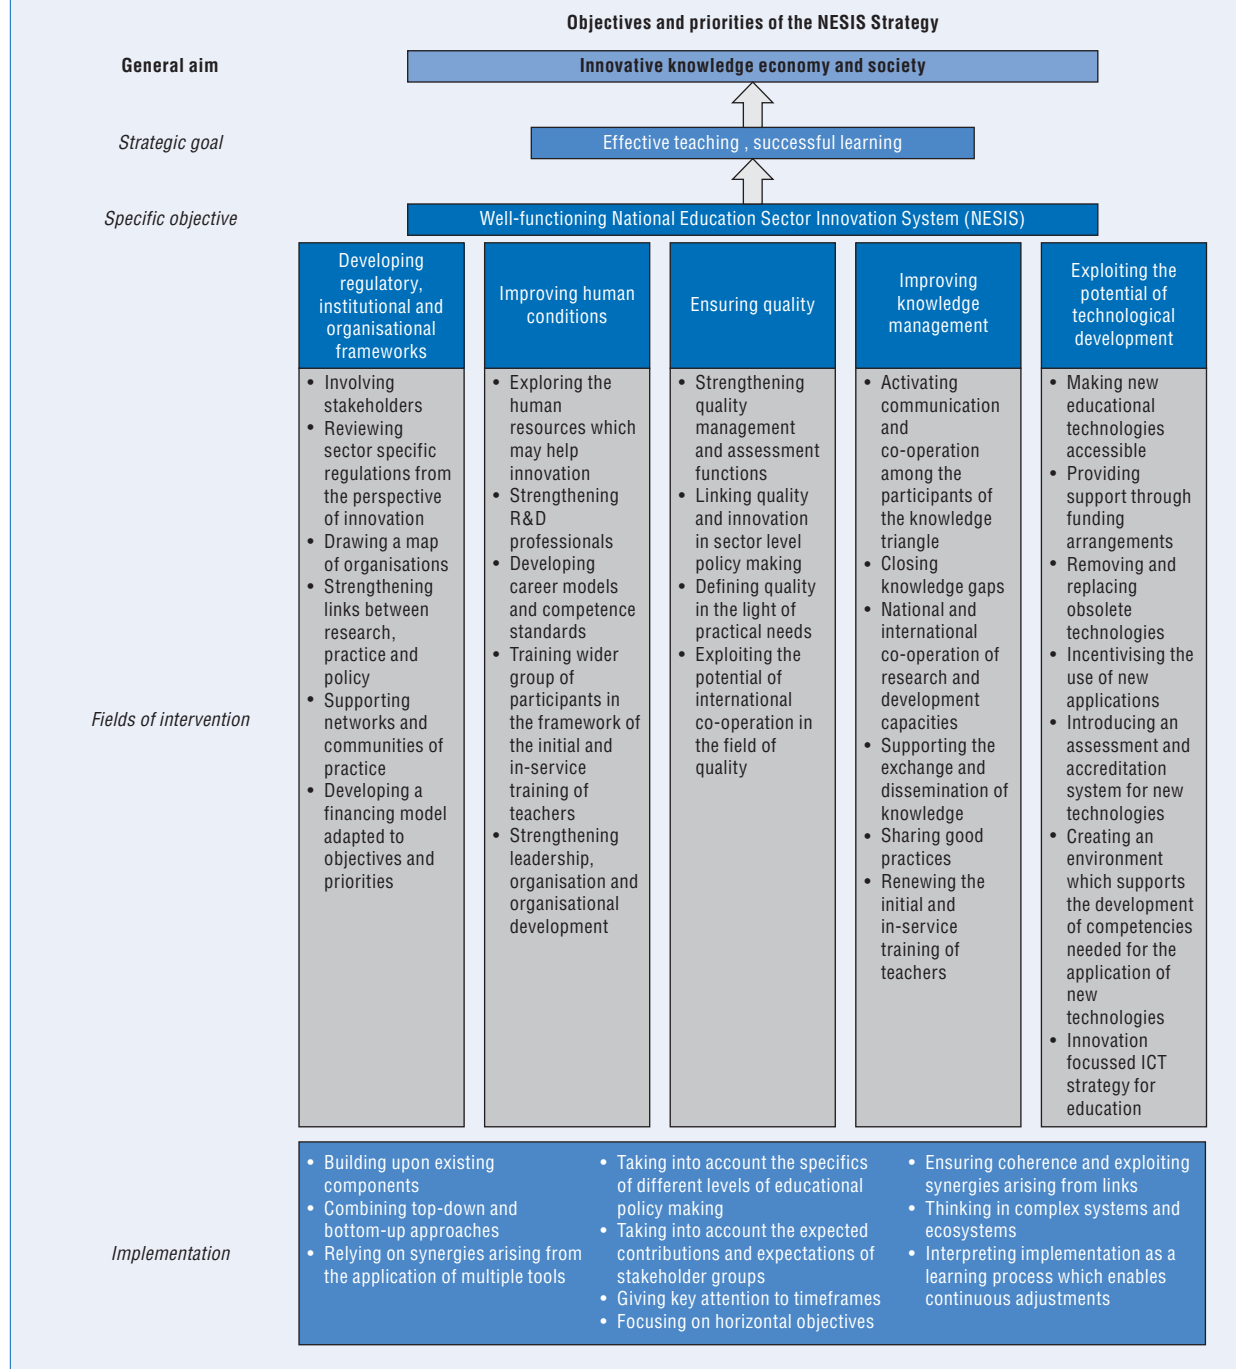 Objectives and priorities of the NESIS Strategy
General aim
Innovative knowledge economy and society
Strategic goal
Effective teaching , successful learning
Specific objective
Well-functioning National Education Sector Innovation System (NESIS)
Developing
regulatory,
institutional and
organisational
frameworks
Improving human
conditions
Ensuring quality
Improving
knowledge
management
Exploiting the
potential of
technological
development
Fields of intervention
• Involving
stakeholders
• Reviewing
sector specific
regulations from
the perspective
of innovation
• Drawing a map
of organisations
• Strengthening
links between
research,
practice and
policy
• Supporting
networks and
communities of
practice
• Developing a
financing model
adapted to
objectives and
priorities
• Exploring the
human
resources which
may help
innovation
• Strengthening
R&D
professionals
• Developing
career models
and competence
standards
• Training wider
group of
participants in
the framework of
the initial and
in-service
training of
teachers
• Strengthening
leadership,
organisation and
organisational
development
• Strengthening
quality
management
and assessment
functions
• Linking quality
and innovation
in sector level
policy making
• Defining quality
in the light of
practical needs
• Exploiting the
potential of
international
co-operation in
the field of
quality
• Activating
communication
and
co-operation
among the
participants of
the knowledge
triangle
• Closing
knowledge gaps
• National and
international
co-operation of
research and
development
capacities
• Supporting the
exchange and
dissemination of
knowledge
• Sharing good
practices
• Renewing the
initial and
in-service
training of
teachers
• Making new
educational
technologies
accessible
• Providing
support through
funding
arrangements
• Removing and
replacing
obsolete
technologies
• Incentivising the
use of new
applications
• Introducing an
assessment and
accreditation
system for new
technologies
• Creating an
environment
which supports
the development
of competencies
needed for the
application of
new
technologies
• Innovation
focussed ICT
strategy for
education
Implementation
• Building upon existing
components
• Combining top-down and
bottom-up approaches
• Relying on synergies arising from
the application of multiple tools
• Taking into account the specifics
of different levels of educational
policy making
• Taking into account the expected
contributions and expectations of
stakeholder groups
• Giving key attention to timeframes
• Focusing on horizontal objectives
• Ensuring coherence and exploiting
synergies arising from links
• Thinking in complex systems and
ecosystems
• Interpreting implementation as a
learning process which enables
continuous adjustments